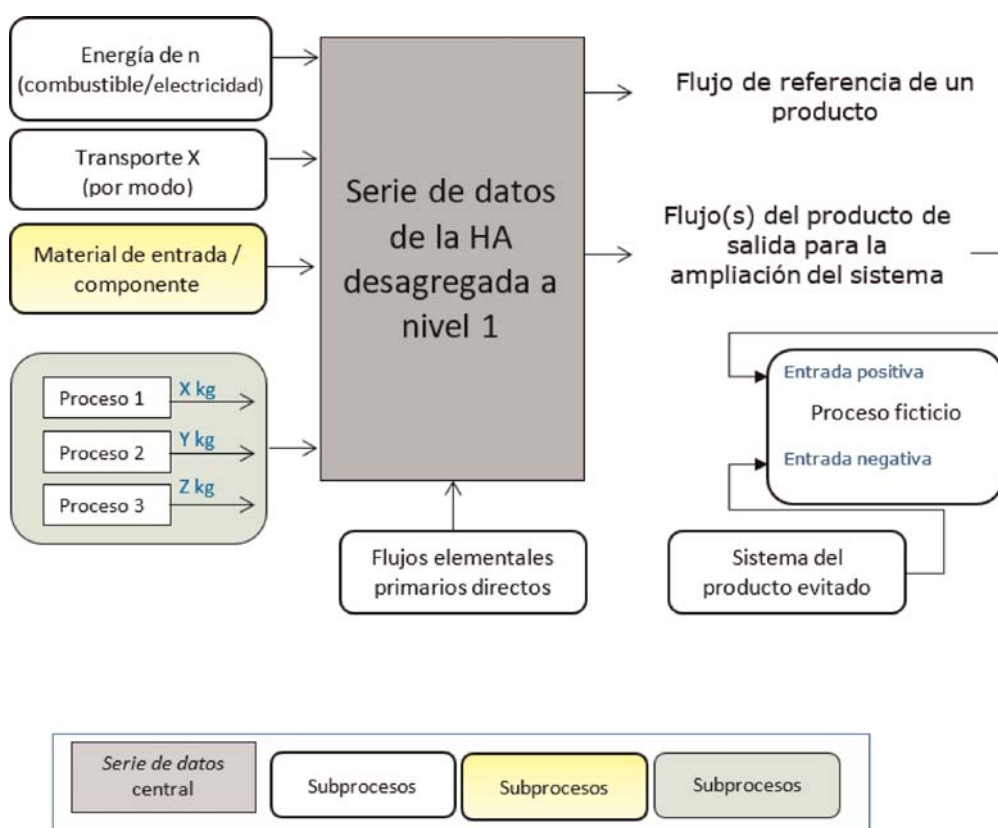 Energía de n
(combustible/electricidad)
Transporte X
(por modo)
Material de entrada /
componente
Proceso 1
X kg
Proceso 2
Y kg
Proceso 3
Z kg
Serie de datos
de la HA
desagregada a
nivel 1
Flujos elementales
primarios directos
Flujo de referencia de un
producto
Flujo(s) del producto de
salida para la
ampliación del sistema
Entrada positiva
Proceso ficticio
Entrada negativa
Sistema del
producto evitado
Serie de datos
central
Subprocesos
Subprocesos
Subprocesos